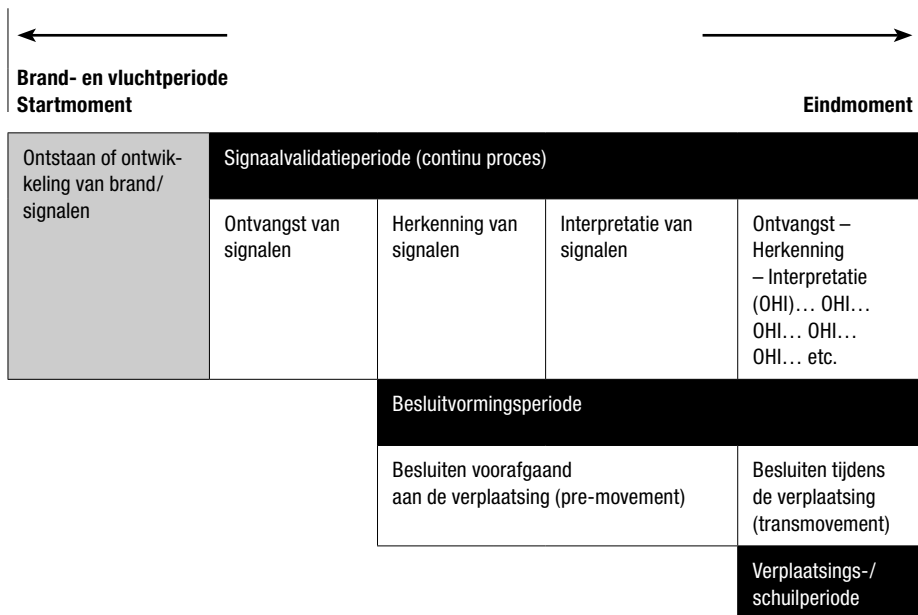 Brand- en vluchtperiode
Startmoment
Eindmoment
Ontstaan of ontwik-
keling van brand/
signalen
Signaalvalidatieperiode (continu proces)
Ontvangst van
signalen
Herkenning van
signalen
Interpretatie van
signalen
Ontvangst –
Herkenning
– Interpretatie
(OHI)… OHI…
OHI… OHI…
OHI… etc.
Besluitvormingsperiode
Besluiten voorafgaand
aan de verplaatsing (pre-movement)
Besluiten tijdens
de verplaatsing
(transmovement)
Verplaatsings-/
schuilperiode